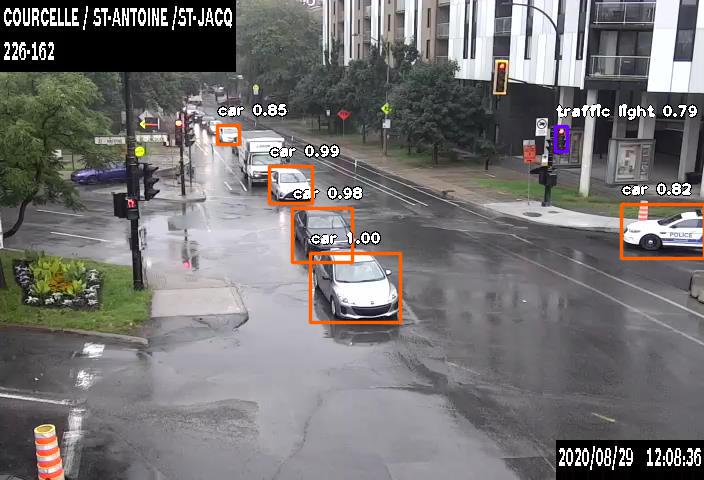 COURCELLE / ST-ANTOINE /ST-JACQ
226-162
car 0.85
traffic light 0.79
car 0.99
car 0.98
car 0.82
car 1.00
POLICE
2020/08/29 12:08:36